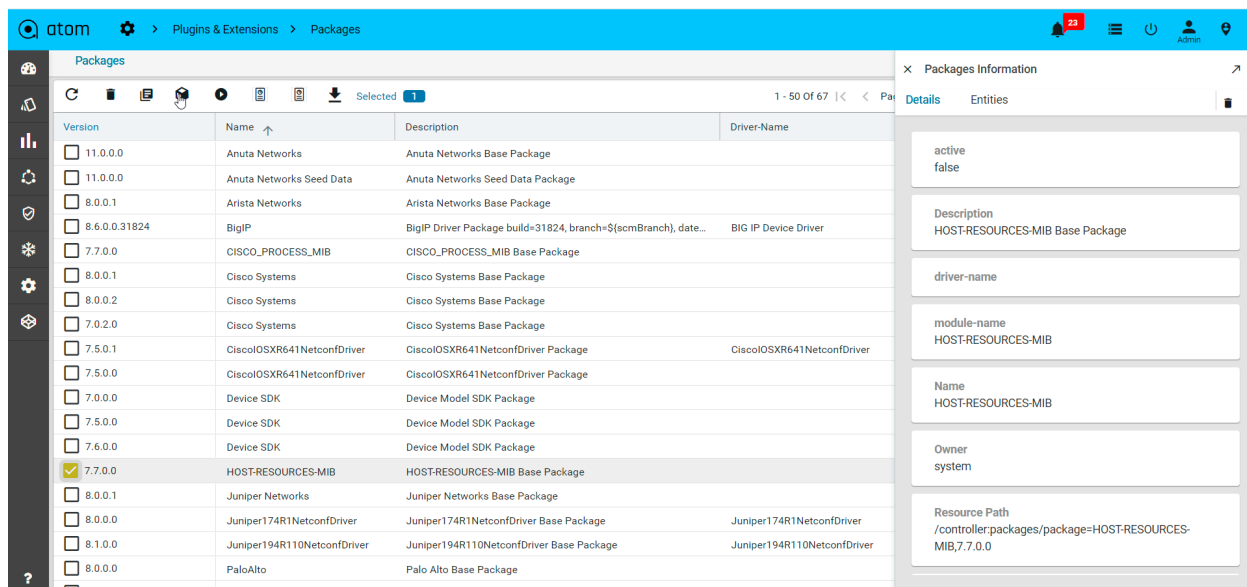 atom > Plugins & Extensions > Packages 23 Admin
Packages
Selected 1 1 - 50 Of 67 |< <
Version Name Description Driver-Name
11.0.0.0 Anuta Networks Anuta Networks Base Package
11.0.0.0 Anuta Networks Seed Data Anuta Networks Seed Data Package
8.0.0.1 Arista Networks Arista Networks Base Package
8.6.0.0.31824 BigIP BigIP Driver Package build=31824, branch=${scmBranch}, date... BIG IP Device Driver
7.7.0.0 CISCO_PROCESS_MIB CISCO_PROCESS_MIB Base Package
8.0.0.1 Cisco Systems Cisco Systems Base Package
8.0.0.2 Cisco Systems Cisco Systems Base Package
7.0.2.0 Cisco Systems Cisco Systems Base Package
7.5.0.1 CiscoIOSXR641NetconfDriver CiscoIOSXR641NetconfDriver Package CiscoIOSXR641NetconfDriver
7.5.0.0 CiscoIOSXR641NetconfDriver CiscoIOSXR641NetconfDriver Package
7.0.0.0 Device SDK Device Model SDK Package
7.5.0.0 Device SDK Device Model SDK Package
7.6.0.0 Device SDK Device Model SDK Package
7.7.0.0 HOST-RESOURCES-MIB HOST-RESOURCES-MIB Base Package
8.0.0.1 Juniper Networks Juniper Networks Base Package
8.0.0.0 Juniper174R1NetconfDriver Juniper174R1NetconfDriver Base Package Juniper174R1NetconfDriver
8.1.0.0 Juniper194R110NetconfDriver Juniper194R110NetconfDriver Base Package Juniper194R110NetconfDriver
8.0.0.0 PaloAlto Palo Alto Base Package
?
Packages Information
Details Entities
active
false
Description
HOST-RESOURCES-MIB Base Package
driver-name
module-name
HOST-RESOURCES-MIB
Name
HOST-RESOURCES-MIB
Owner
system
Resource Path
/controller:packages/package=HOST-RESOURCES-
MIB,7.7.0.0